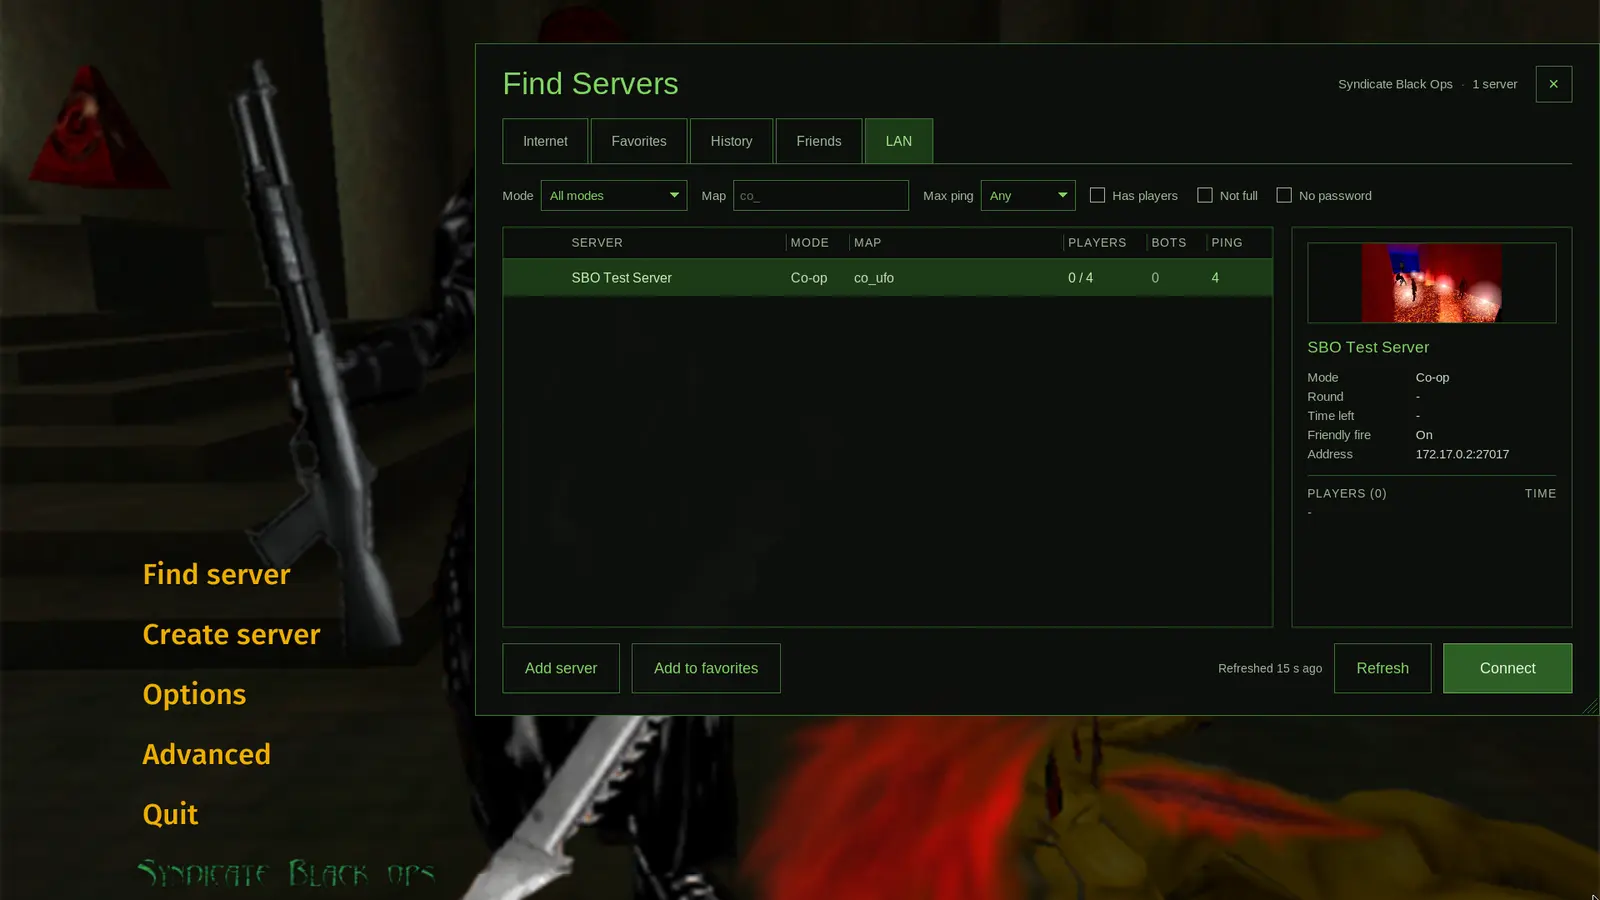 Find Servers
Syndicate Black Ops - 1 server ×
Internet Favorites History Friends LAN
Mode All modes Map co_ Max ping Any Has players Not full No password
SERVER MODE MAP PLAYERS BOTS PING
SBO Test Server Co-op co_ufo 0 / 4 0 4
SBO Test Server
Mode Co-op
Round -
Time left -
Friendly fire On
Address 172.17.0.2:27017
PLAYERS (0) TIME
-
Add server Add to favorites Refreshed 15 s ago Refresh Connect
Find server
Create server
Options
Advanced
Quit
Syndicate Black ops